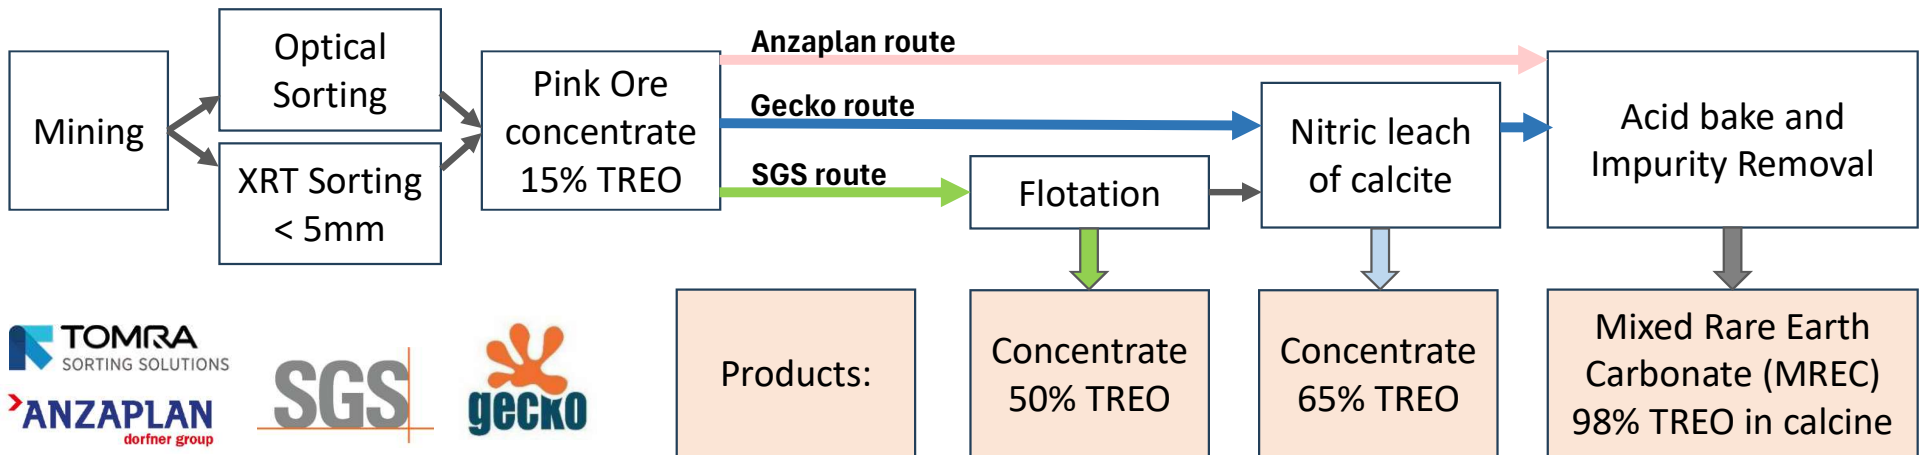 Mining
Optical
Sorting
XRT Sorting
< 5mm
Pink Ore
concentrate
15% TREO
Anzaplan route
Gecko route
SGS route
Flotation
Nitric leach
of calcite
Acid bake and
Impurity Removal
TOMRA
SORTING SOLUTIONS
ANZAPLAN
dorfner group
SGS
gecko
Products:
Concentrate
50% TREO
Concentrate
65% TREO
Mixed Rare Earth
Carbonate (MREC)
98% TREO in calcine